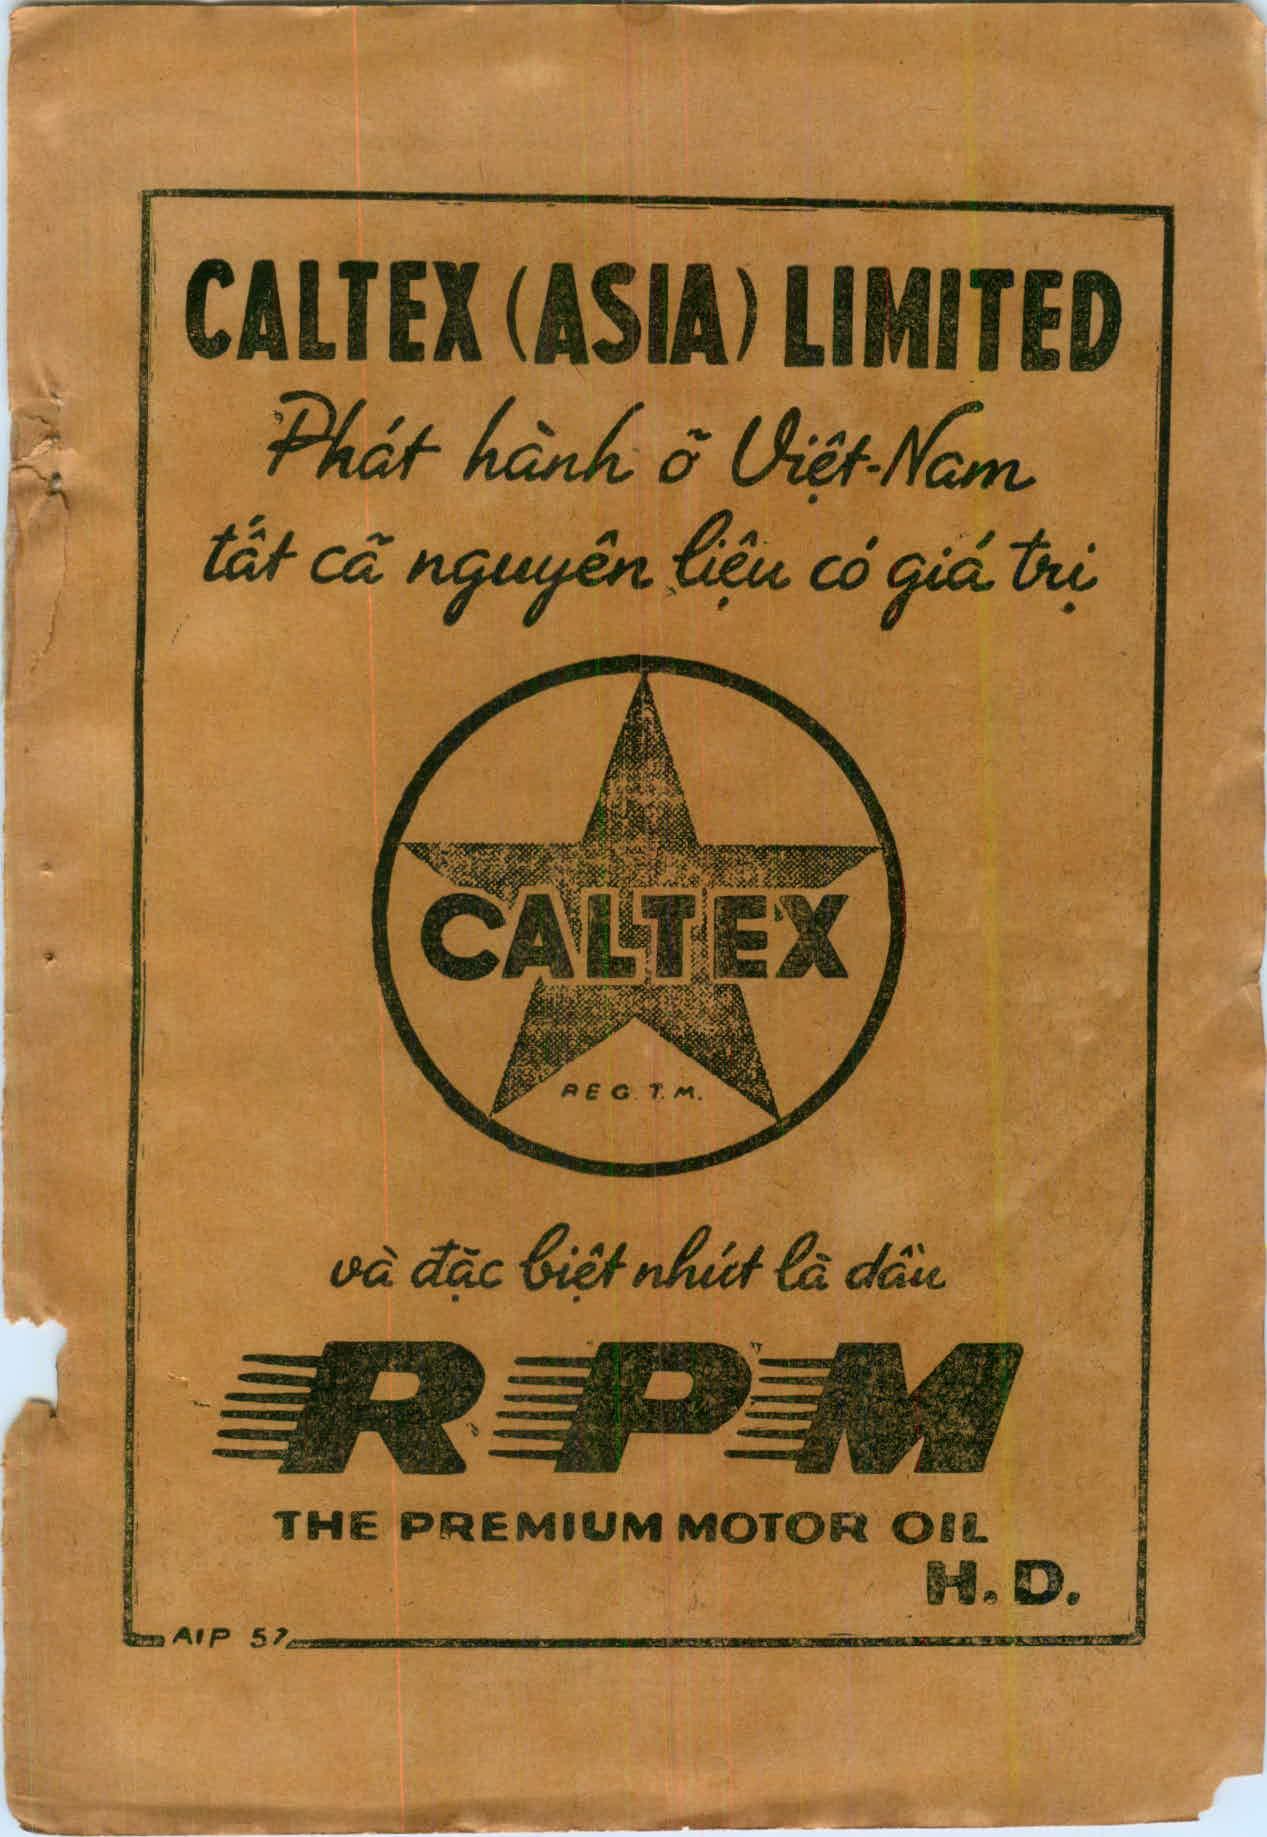 CALTEX (ASIA) LIMITED
Phát hành õ Việt-Nam
tất cã nguyên liệu có giá trị
CALTEX
REG. T. M.
và đặc biệt nhứt là dầu
RPM
THE PREMIUM MOTOR OIL
H. D.
AIP 57